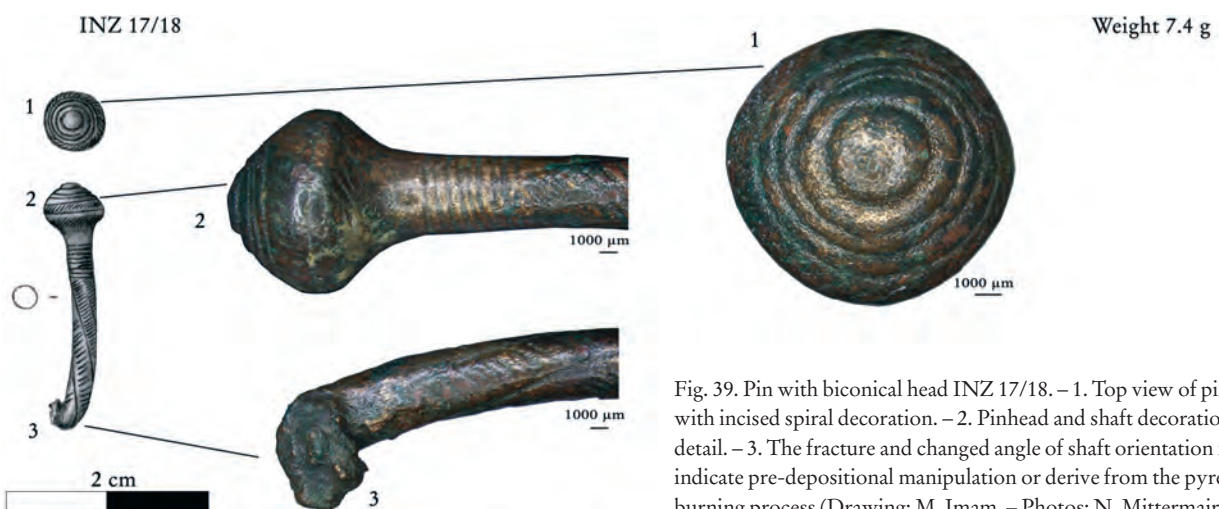 INZ 17/18
Weight 7.4 g
1
1
2
2
1000 μm
1000 μm
3
1000 μm
3
2 cm
Fig. 39. Pin with biconical head INZ 17/18. – 1. Top view of
with incised spiral decoration. – 2. Pinhead and shaft
detail. – 3. The fracture and changed angle of shaft orientation
indicate pre-depositional manipulation or derive from the pyre
burning process (Drawing: M. Imam. – Photos: N. Mittermair